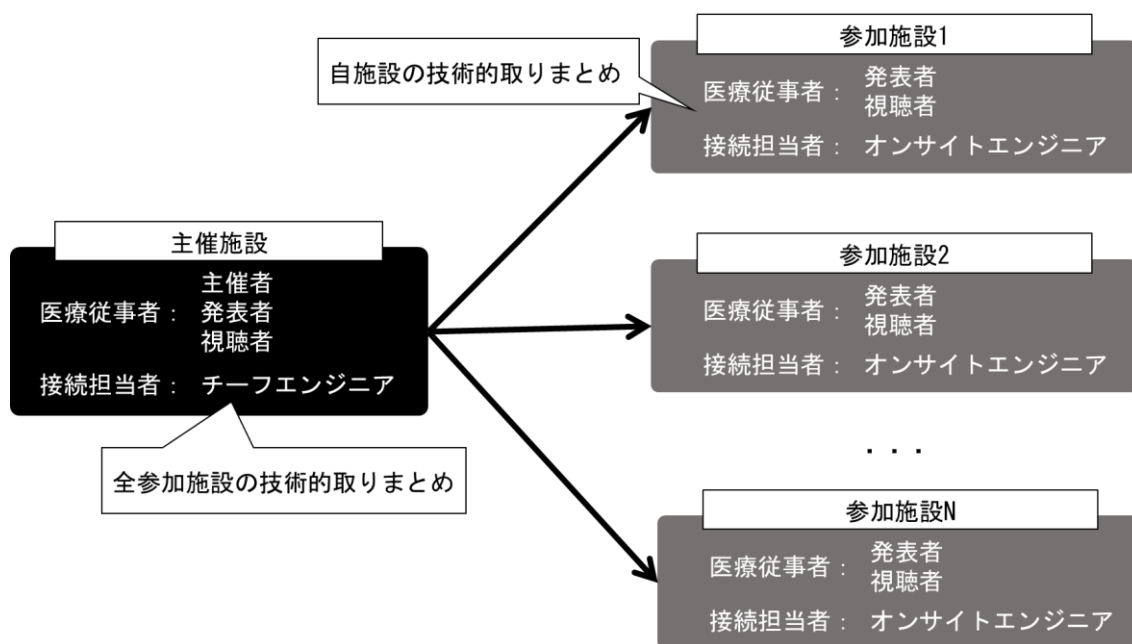 参加施設1
自施設の技術的取りまとめ
医療従事者： 発表者
視聴者
接続担当者： オンサイトエンジニア
主催施設
主催者
医療従事者： 発表者
視聴者
接続担当者： チーフエンジニア
全参加施設の技術的取りまとめ
参加施設2
医療従事者： 発表者
視聴者
接続担当者： オンサイトエンジニア
・・・
参加施設N
医療従事者： 発表者
視聴者
接続担当者： オンサイトエンジニア